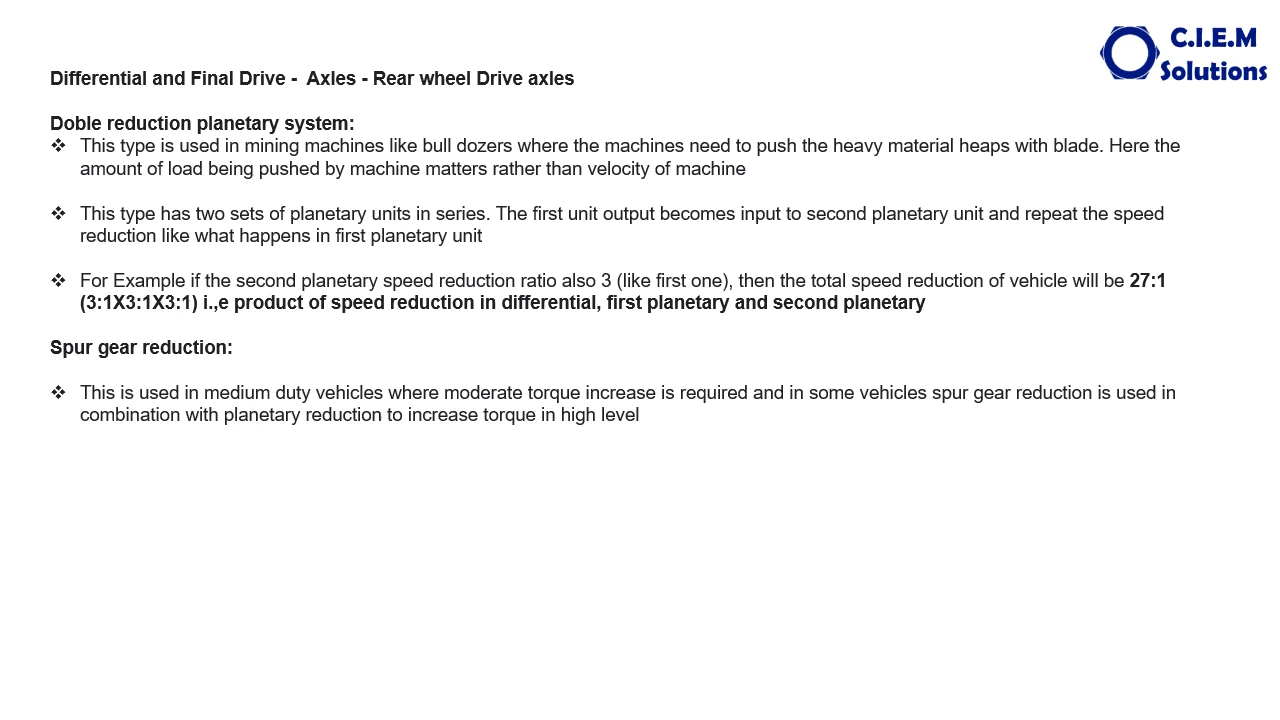 C.I.E.M
Solutions
Differential and Final Drive -  Axles - Rear wheel Drive axles
Doble reduction planetary system:
❖ This type is used in mining machines like bull dozers where the machines need to push the heavy material heaps with blade. Here the
amount of load being pushed by machine matters rather than velocity of machine
❖ This type has two sets of planetary units in series. The first unit output becomes input to second planetary unit and repeat the speed
reduction like what happens in first planetary unit
❖ For Example if the second planetary speed reduction ratio also 3 (like first one), then the total speed reduction of vehicle will be 27:1
(3:1X3:1X3:1) i.,e product of speed reduction in differential, first planetary and second planetary
Spur gear reduction:
❖ This is used in medium duty vehicles where moderate torque increase is required and in some vehicles spur gear reduction is used in
combination with planetary reduction to increase torque in high level